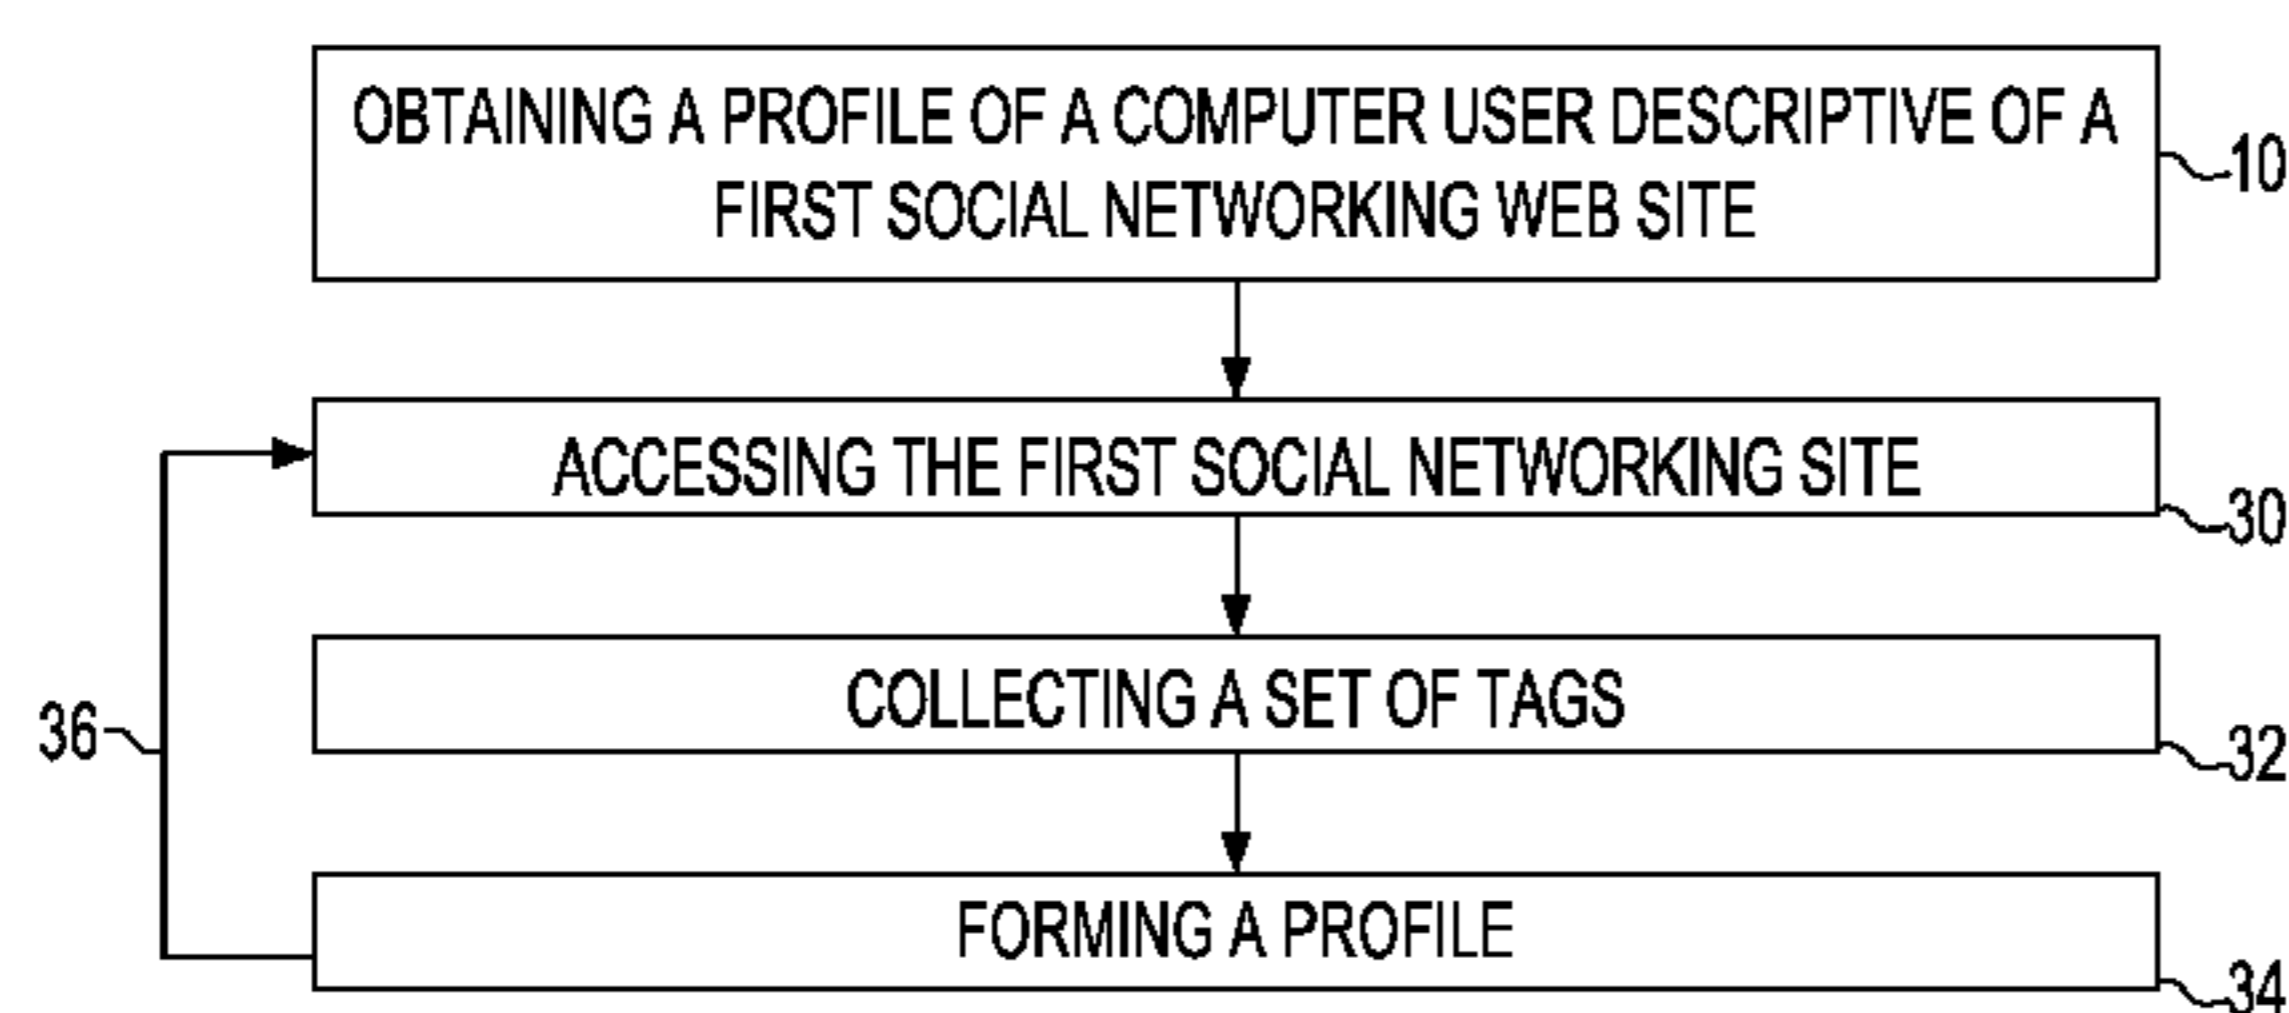 OBTAINING A PROFILE OF A COMPUTER USER DESCRIPTIVE OF A
FIRST SOCIAL NETWORKING WEB SITE
10
ACCESSING THE FIRST SOCIAL NETWORKING SITE
30
COLLECTING A SET OF TAGS
32
36
FORMING A PROFILE
34